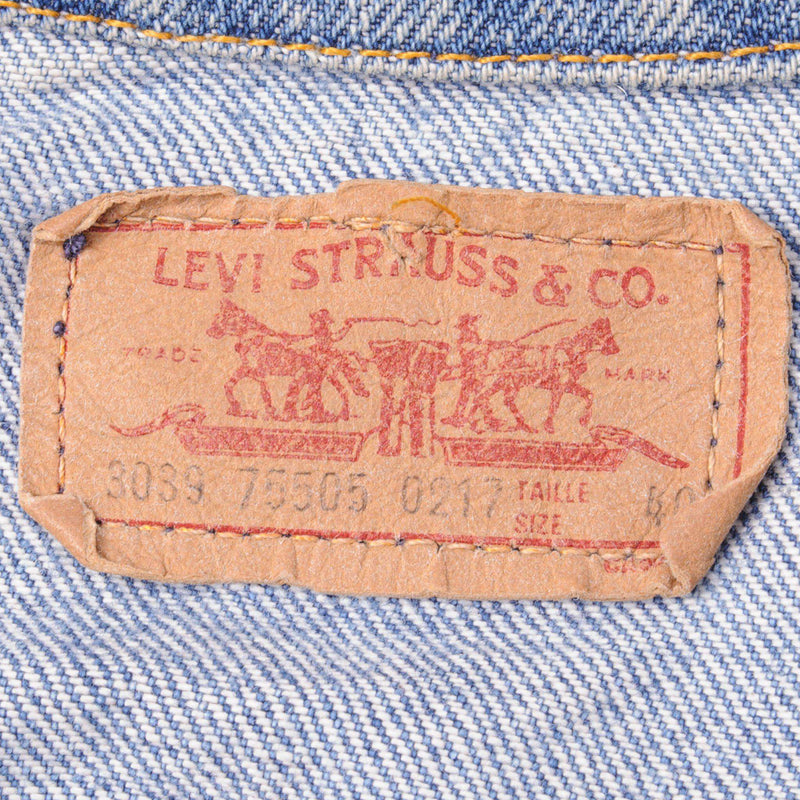 LEVI STRAUSS & CO.
TRADE MARK
3039 75505 0217 TAILLE
SIZE